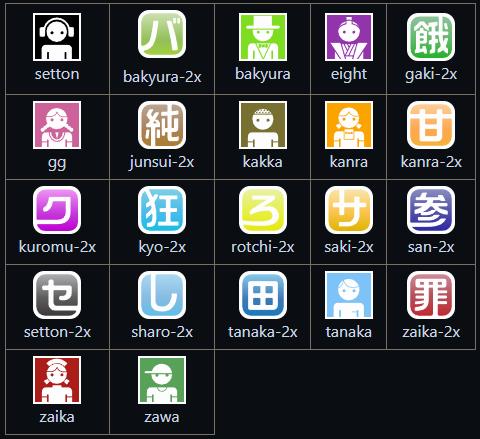 バ
餓
setton
bakyura-2x
bakyura
eight
gaki-2x
純
甘
gg
junsui-2x
kakka
kanra
kanra-2x
ク
狂
ろ
サ
参
kuromu-2x
kyo-2x
rotchi-2x
saki-2x
san-2x
セ
し
田
罪
setton-2x
sharo-2x
tanaka-2x
tanaka
zaika-2x
zaika
zawa